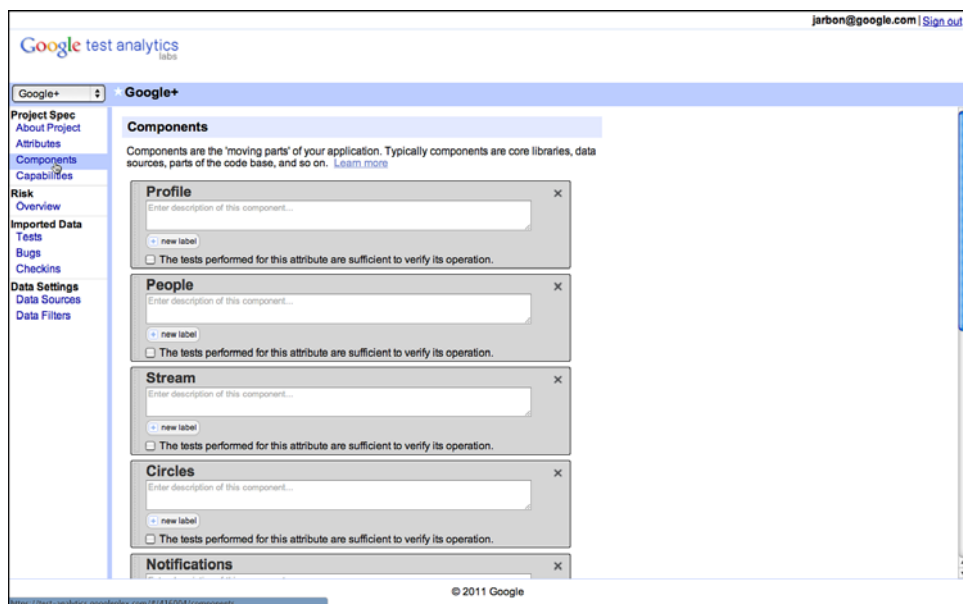 jarbon@google.com | Sign out
Google test analytics
labs
Google+
Google+
Project Spec
About Project
Attributes
Components
Capabilities
Risk
Overview
Imported Data
Tests
Bugs
Checkins
Data Settings
Data Sources
Data Filters
Components
Components are the 'moving parts' of your application. Typically components are core libraries, data
sources, parts of the code base, and so on. Learn more
Profile
Enter description of this component...
+ new label
The tests performed for this attribute are sufficient to verify its operation.
People
Enter description of this component...
+ new label
The tests performed for this attribute are sufficient to verify its operation.
Stream
Enter description of this component...
+ new label
The tests performed for this attribute are sufficient to verify its operation.
Circles
Enter description of this component...
+ new label
The tests performed for this attribute are sufficient to verify its operation.
Notifications
© 2011 Google